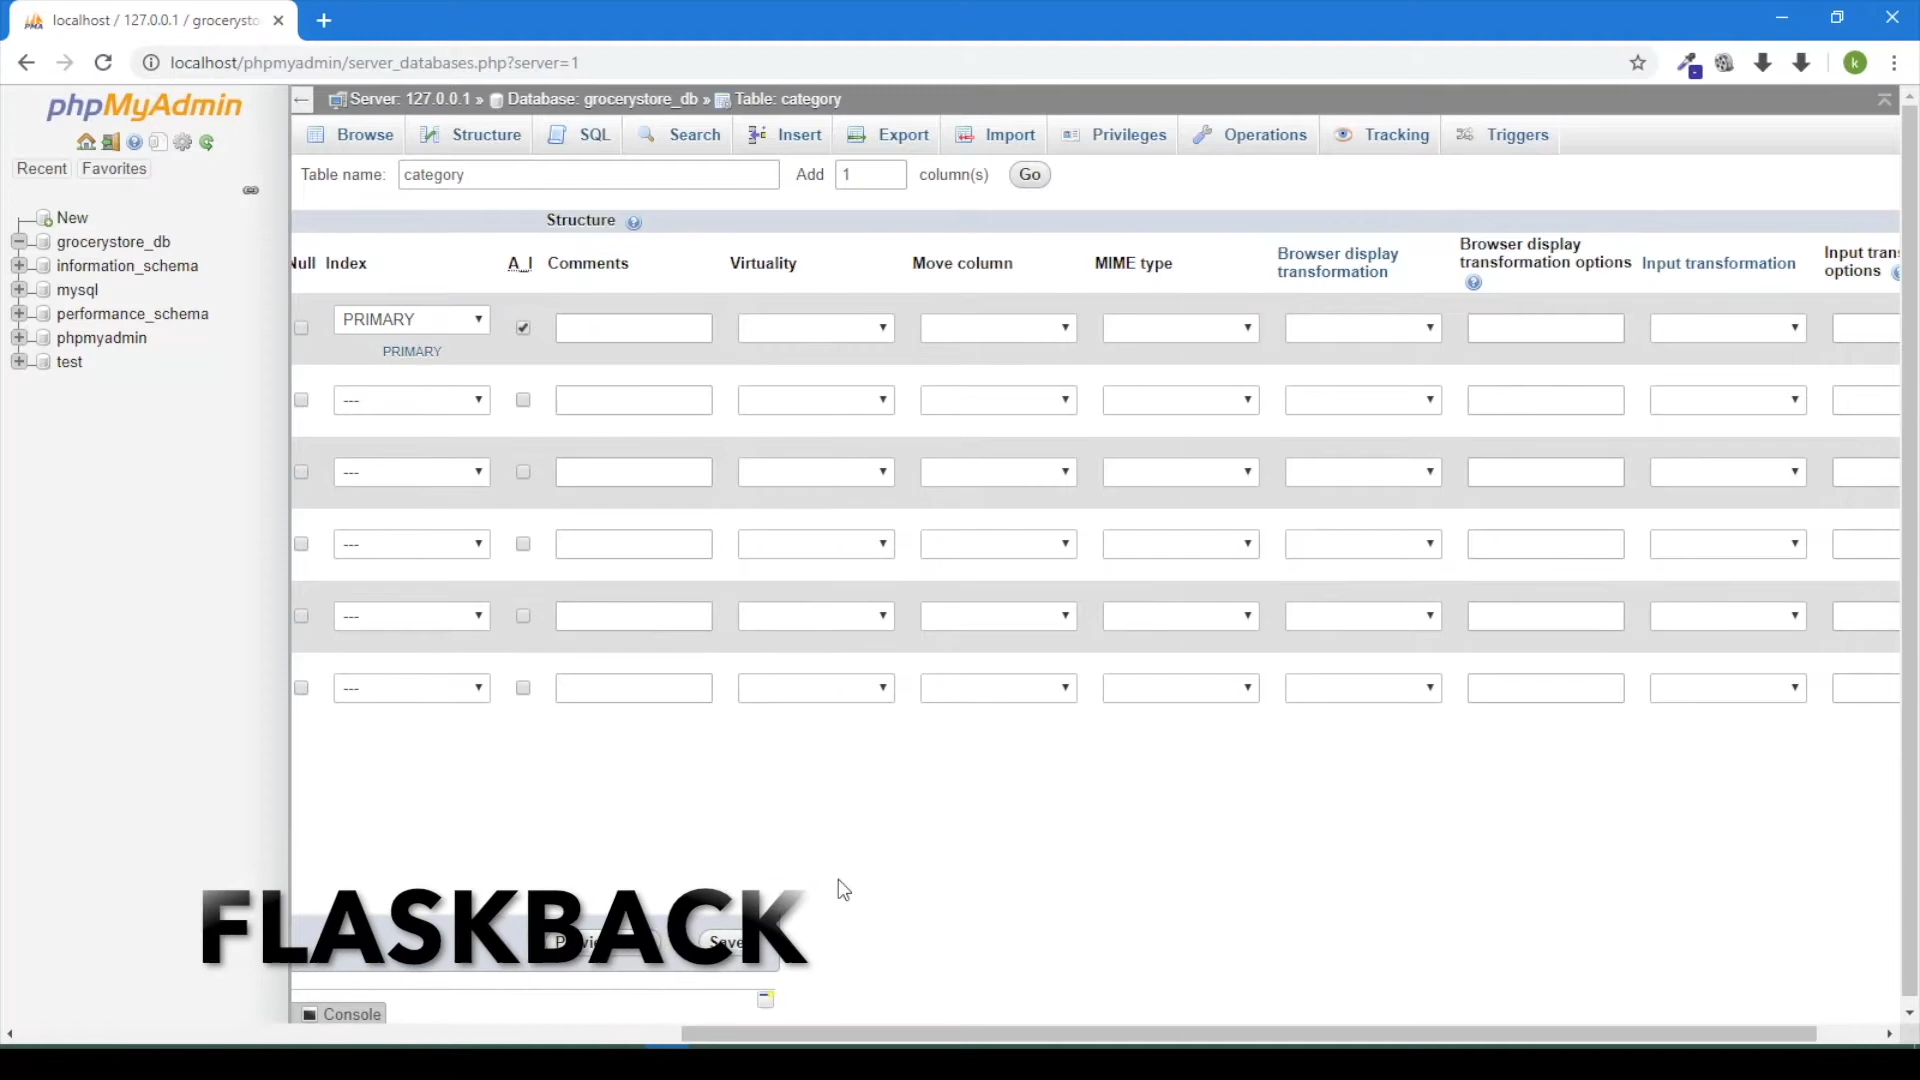 localhost / 127.0.0.1 / grocerysto
localhost/phpmyadmin/server_databases.php?server=1
k
phpMyAdmin
Recent Favorites
New
grocerystore_db
information_schema
mysql
performance_schema
phpmyadmin
test
Server: 127.0.0.1 » Database: grocerystore_db » Table: category
Browse Structure SQL Search Insert Export Import Privileges Operations Tracking Triggers
Table name: category Add 1 column(s) Go
Structure
Null Index A_I Comments Virtuality Move column MIME type Browser display transformation Browser display transformation options Input transformation Input tran options
PRIMARY
PRIMARY
---
---
---
---
---
Save
FLASKBACK
Console